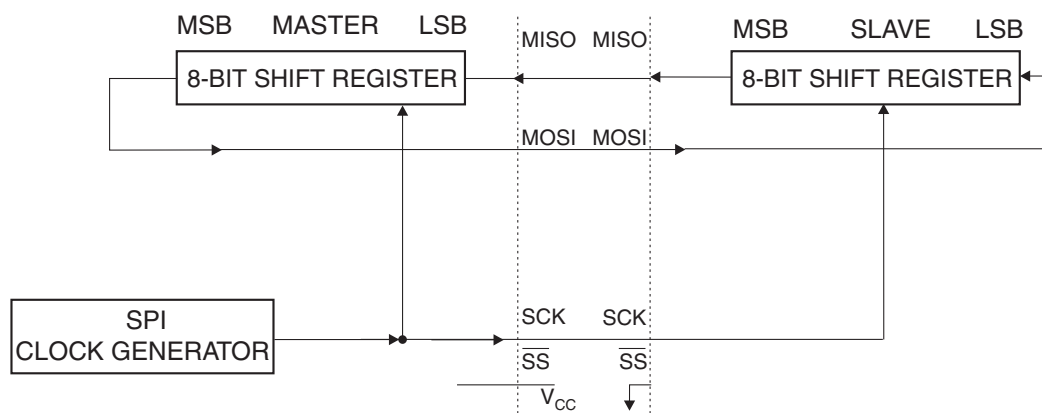 MSB MASTER LSB
MISO MISO
MSB SLAVE LSB
8-BIT SHIFT REGISTER
8-BIT SHIFT REGISTER
MOSI MOSI
SPI
CLOCK GENERATOR
SCK SCK
SS SS
VCC